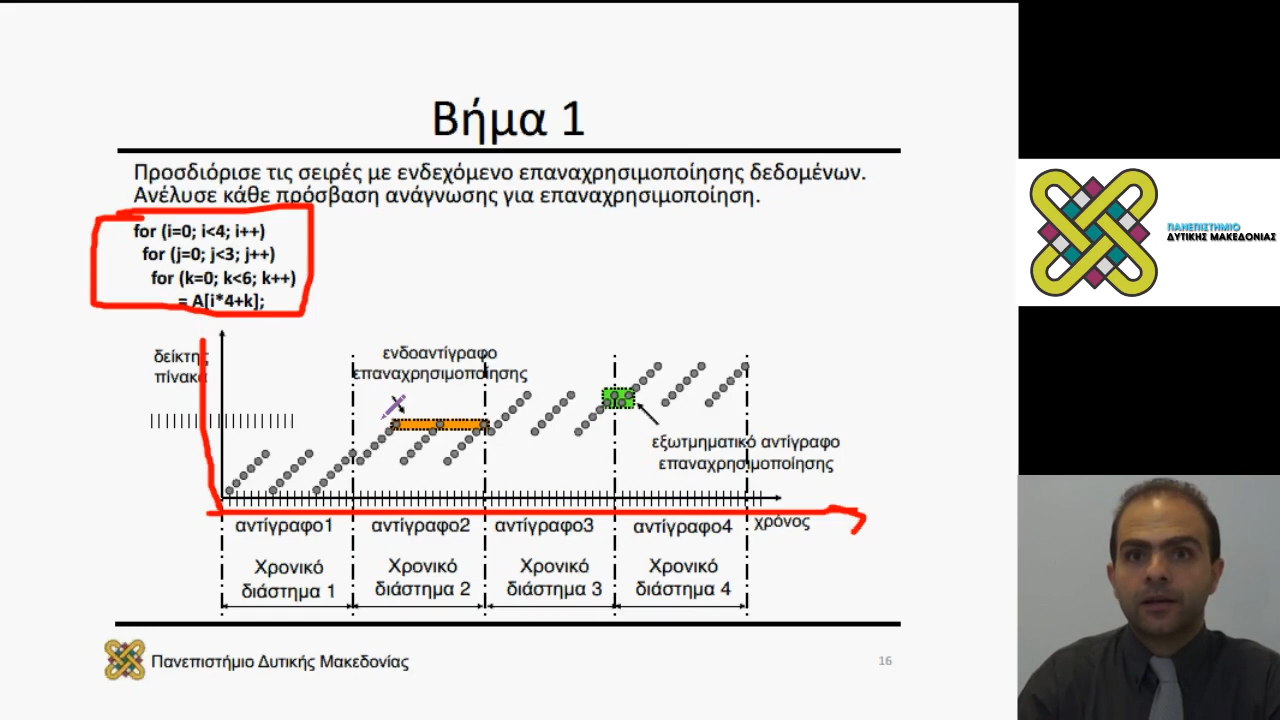 Βήμα 1
Προσδιόρισε τις σειρές με ενδεχόμενο επαναχρησιμοποίησης δεδομένων.
Ανέλυσε κάθε πρόσβαση ανάγνωσης για επαναχρησιμοποίηση.
for (i=0; i<4; i++)
for (j=0; j<3; j++)
for (k=0; k<6; k++)
= A[i*4+k];
δείκτης
πίνακα
ενδοαντίγραφο
επαναχρησιμοποίησης
εξωτμηματικό αντίγραφο
επαναχρησιμοποίησης
αντίγραφο1 αντίγραφο2 αντίγραφο3 αντίγραφο4 χρόνος
Χρονικό Χρονικό Χρονικό Χρονικό
διάστημα 1 διάστημα 2 διάστημα 3 διάστημα 4
Πανεπιστήμιο Δυτικής Μακεδονίας
16
ΠΑΝΕΠΙΣΤΗΜΙΟ
ΔΥΤΙΚΗΣ ΜΑΚΕΔΟΝΙΑΣ